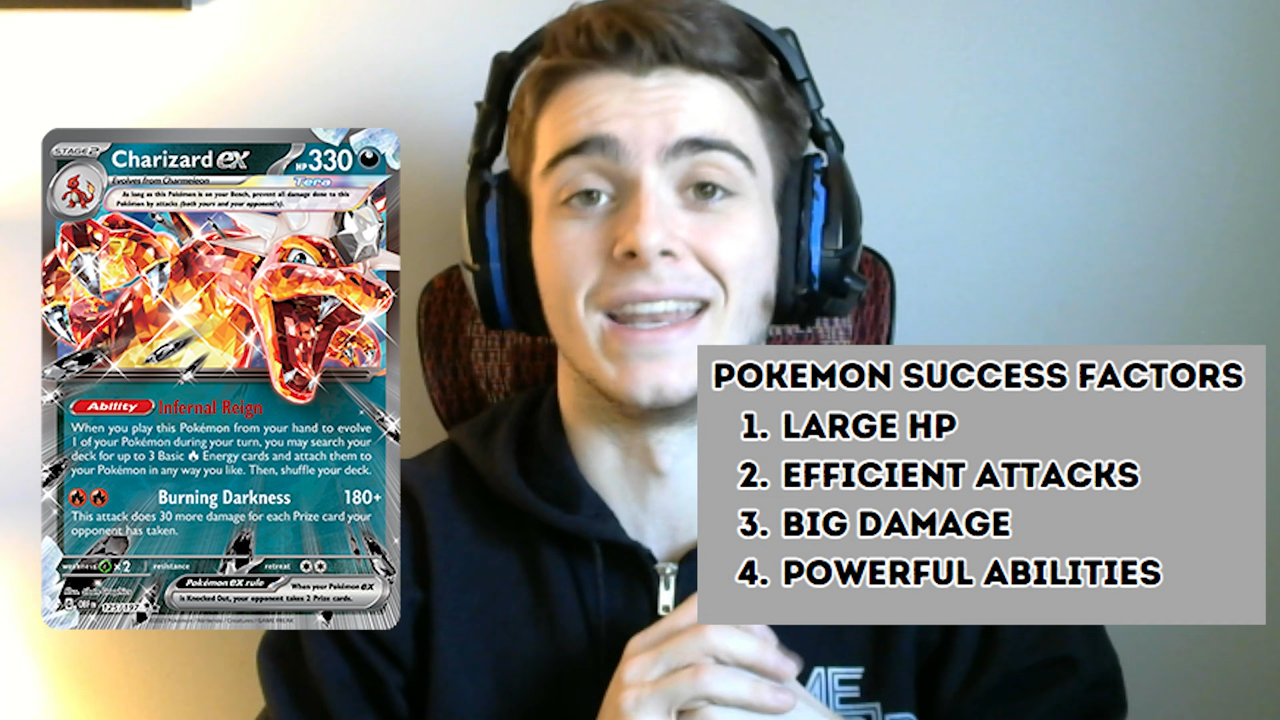 STAGE 2
Charizard ex
HP 330
Evolves from Charmeleon
Tera
As long as this Pokémon is on your Bench, prevent all damage done to this
Pokémon by attacks (both yours and your opponent's).
Ability Infernal Reign
When you play this Pokémon from your hand to evolve
1 of your Pokémon during your turn, you may search your
deck for up to 3 Basic Energy cards and attach them to
your Pokémon in any way you like. Then, shuffle your deck.
Burning Darkness 180+
This attack does 30 more damage for each Prize card your
opponent has taken.
weakness ×2 resistance retreat
Pokémon ex rule When your Pokémon ex
is Knocked Out, your opponent takes 2 Prize cards.
POKEMON SUCCESS FACTORS
1. LARGE HP
2. EFFICIENT ATTACKS
3. BIG DAMAGE
4. POWERFUL ABILITIES